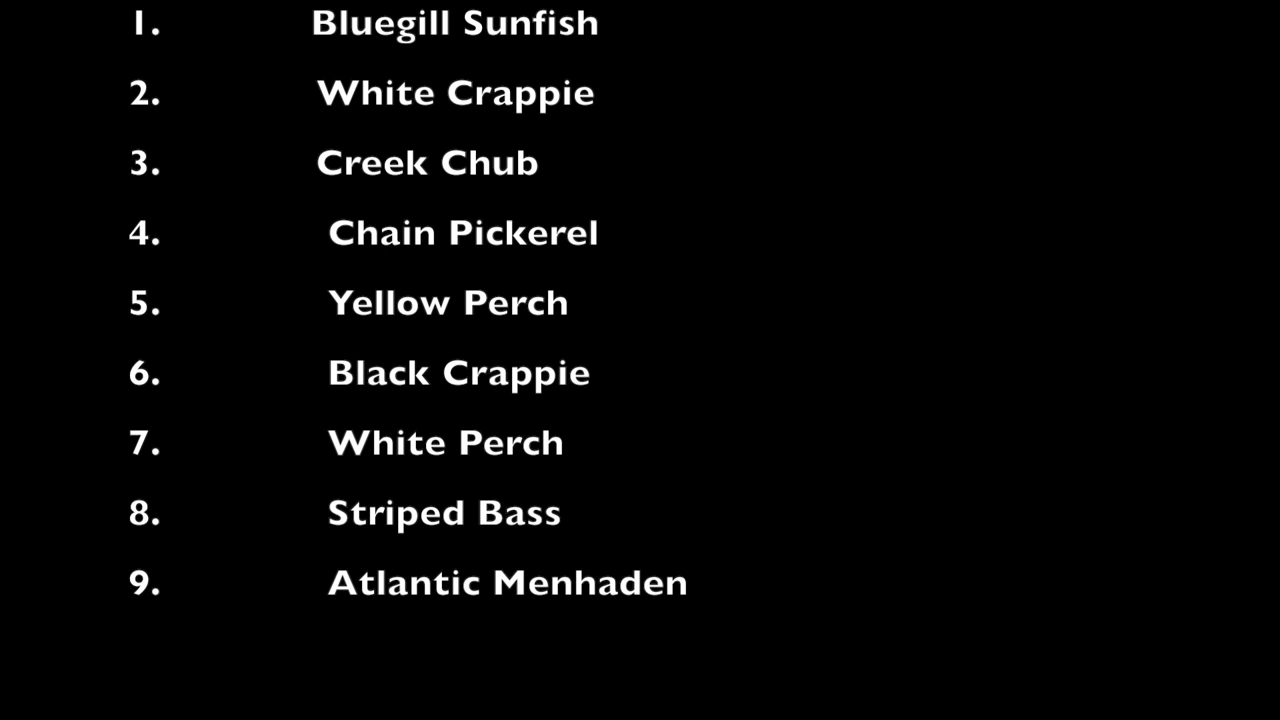 1. Bluegill Sunfish
2. White Crappie
3. Creek Chub
4. Chain Pickerel
5. Yellow Perch
6. Black Crappie
7. White Perch
8. Striped Bass
9. Atlantic Menhaden